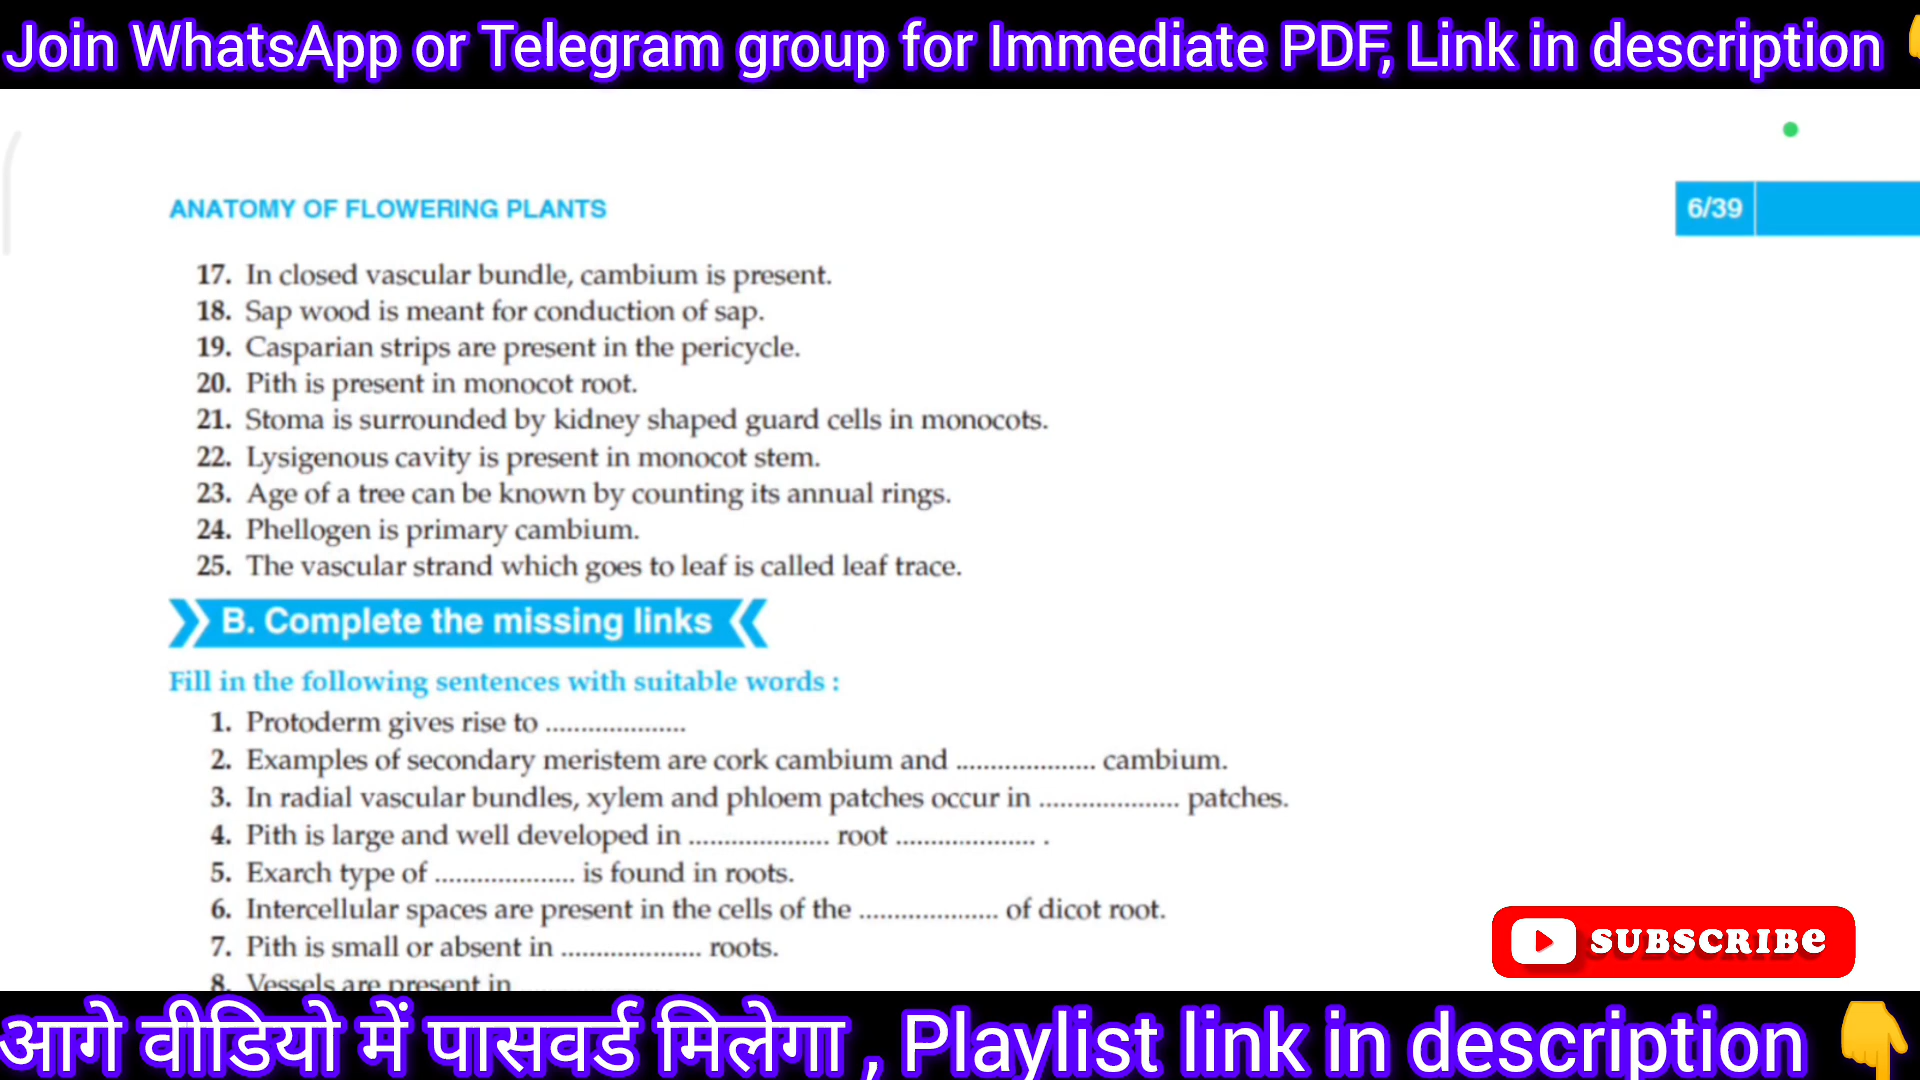 Join WhatsApp or Telegram group for Immediate PDF, Link in description 
ANATOMY OF FLOWERING PLANTS
6/39
17. In closed vascular bundle, cambium is present.
18. Sap wood is meant for conduction of sap.
19. Casparian strips are present in the pericycle.
20. Pith is present in monocot root.
21. Stoma is surrounded by kidney shaped guard cells in monocots.
22. Lysigenous cavity is present in monocot stem.
23. Age of a tree can be known by counting its annual rings.
24. Phellogen is primary cambium.
25. The vascular strand which goes to leaf is called leaf trace.
B. Complete the missing links
Fill in the following sentences with suitable words :
1. Protoderm gives rise to ....................
2. Examples of secondary meristem are cork cambium and .................... cambium.
3. In radial vascular bundles, xylem and phloem patches occur in .................... patches.
4. Pith is large and well developed in .................... root .................... .
5. Exarch type of .................... is found in roots.
6. Intercellular spaces are present in the cells of the .................... of dicot root.
7. Pith is small or absent in .................... roots.
8. Vessels are present in
SUBSCRIBE
आगे वीडियो में पासवर्ड मिलेगा , Playlist link in description 👇